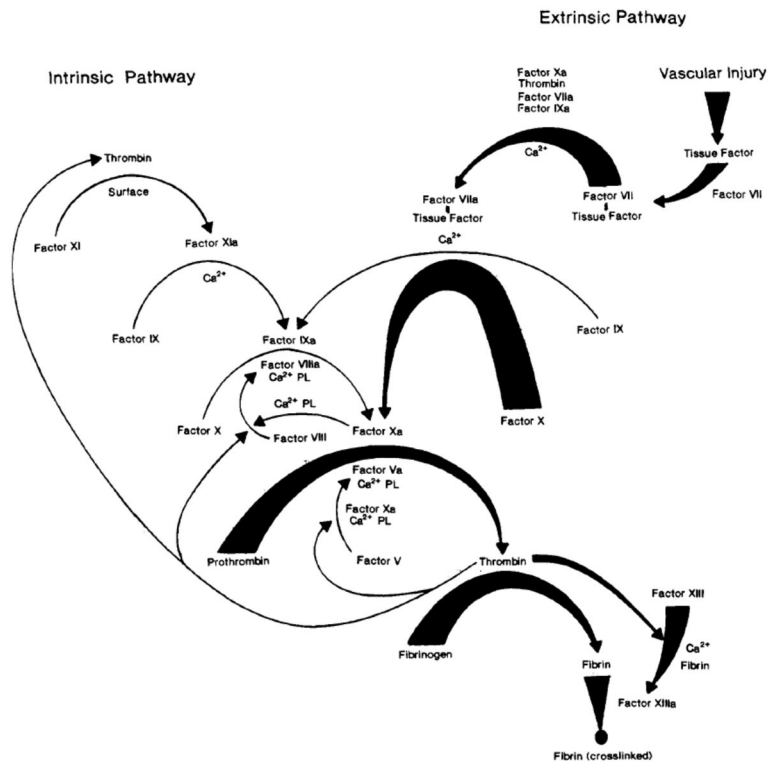 Extrinsic Pathway
Intrinsic Pathway
Factor Xa
Thrombin
Factor VIIa
Factor IXa
Vascular Injury
Ca²⁺
Tissue Factor
Factor VII
Thrombin
Surface
Factor XI
Factor XIa
Factor VIIa
Tissue Factor
Factor VII
Tissue Factor
Ca²⁺
Ca²⁺
Factor IX
Factor IX
Factor IXa
Factor VIIIa
Ca²⁺ PL
Ca²⁺ PL
Factor X
Factor VIII
Factor Xa
Factor X
Factor Va
Ca²⁺ PL
Factor Xa
Ca²⁺ PL
Prothrombin
Factor V
Thrombin
Factor XIII
Ca²⁺
Fibrin
Fibrinogen
Fibrin
Factor XIIIa
Fibrin (crosslinked)